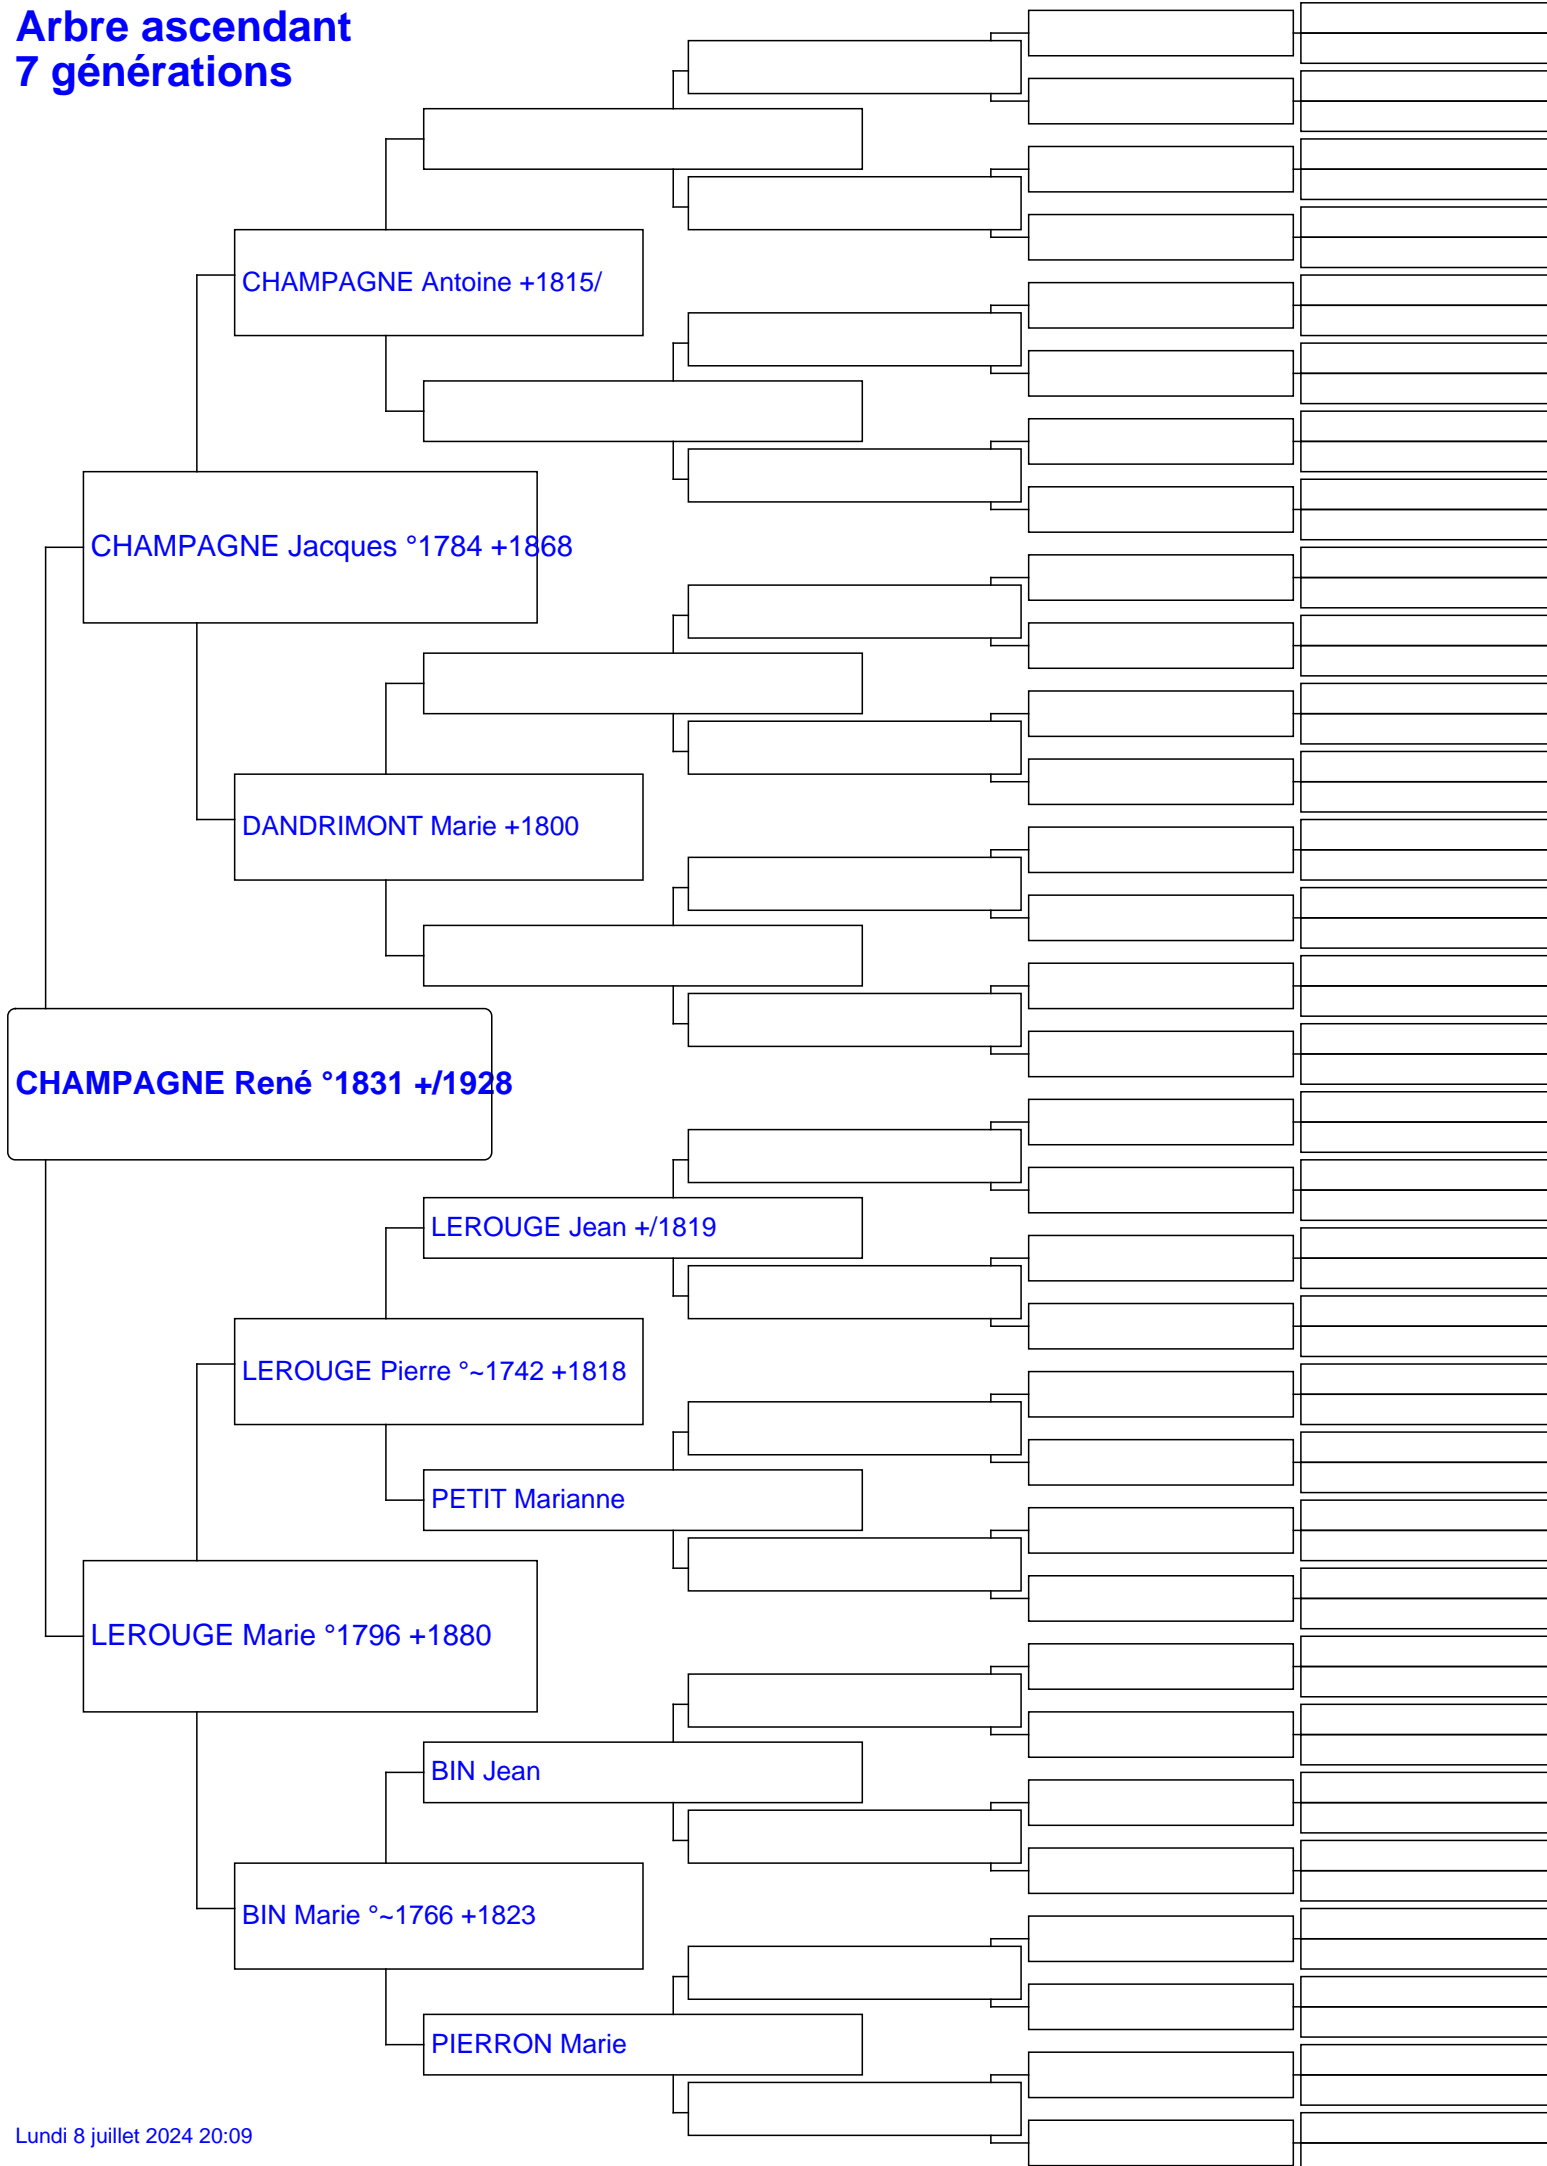 Arbre ascendant
7 générations
CHAMPAGNE Antoine +1815/
CHAMPAGNE Jacques °1784 +1868
DANDRIMONT Marie +1800
CHAMPAGNE René °1831 +/1928
LEROUGE Jean +/1819
LEROUGE Pierre °~1742 +1818
PETIT Marianne
LEROUGE Marie °1796 +1880
BIN Jean
BIN Marie °~1766 +1823
PIERRON Marie
Lundi 8 juillet 2024 20:09